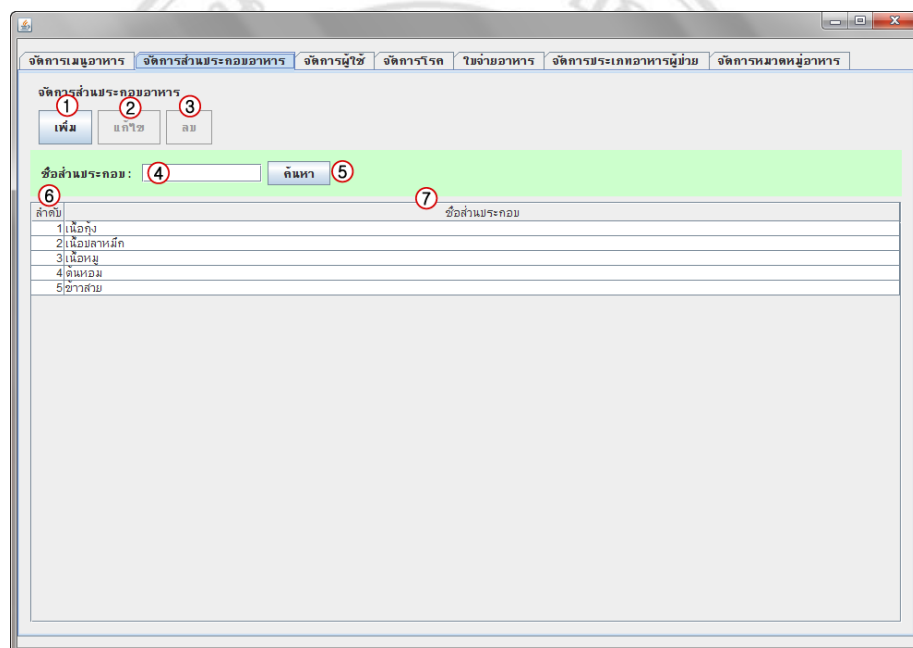 จัดการเมนูอาหาร จัดการส่วนประกอบอาหาร จัดการผู้ใช้ จัดการโรค ใบจ่ายอาหาร จัดการประเภทอาหารผู้ป่วย จัดการหมวดหมู่อาหาร
จัดการส่วนประกอบอาหาร
1 2 3
เพิ่ม แก้ไข ลบ
ชื่อส่วนประกอบ : 4 ค้นหา 5
6 7
ลำดับ ชื่อส่วนประกอบ
1 เนื้อกุ้ง
2 เนื้อปลาหมึก
3 เนื้อหมู
4 ต้นหอม
5 ข้าวสวย